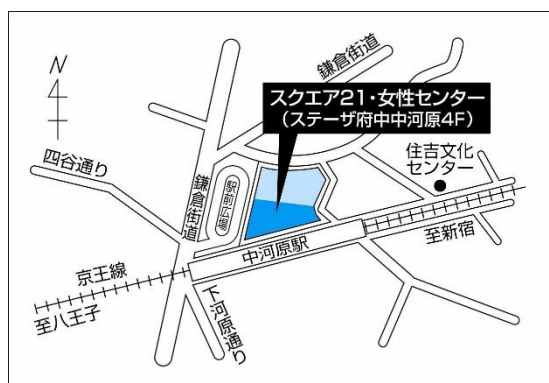 鎌倉街道
N
スクエア21・女性センター
(ステーザ府中中河原4F)
住吉文化
センター
四谷通り
鎌倉街道
駅前広場
中河原駅
至新宿
京王線
至八王子
下河原通り